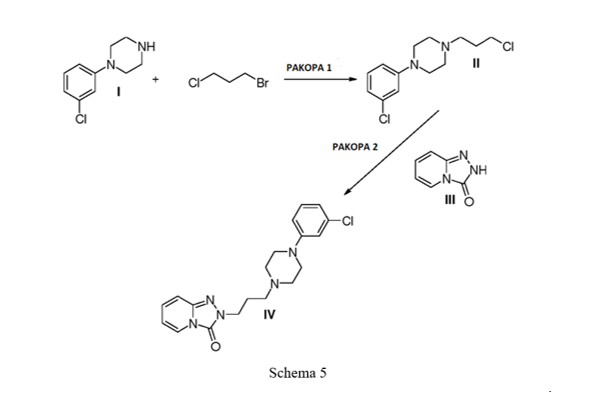 NH
N
I
Cl
+
Cl
Br
PAKOPA 1
N
N
Cl
II
Cl
PAKOPA 2
N
NH
N
III
O
Cl
N
N
N
N
N
IV
O
Schema 5